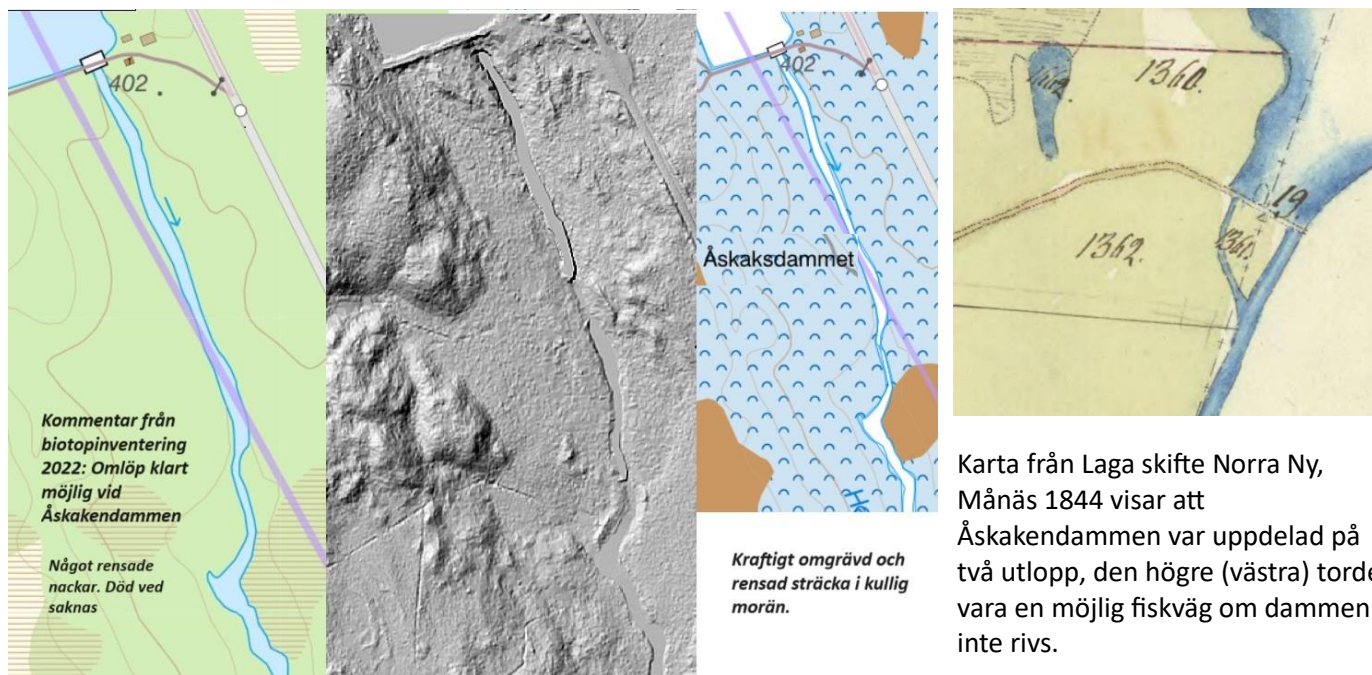 402
Kommentar från
biotopinventering
2022: Omlöp klart
möjlig vid
Åskakendammen
Något rensade
nackar. Död ved
saknas
402
Åskaksdammet
Kraftigt omgrävd och
rensad sträcka i kullig
morän.
1360.
19.
1362.
1361.
Karta från Laga skifte Norra Ny,
Månäs 1844 visar att
Åskakendammen var uppdelad på
två utlopp, den högre (västra) torde
vara en möjlig fiskväg om dammen
inte rivs.